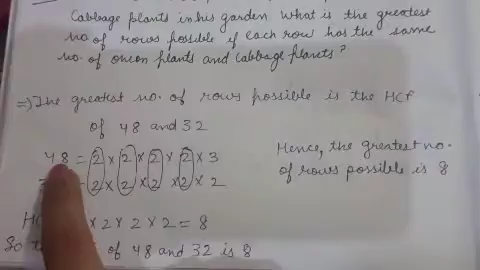 Cabbage plants in his garden what is the greatest
no. of rows possible if each row has the same
no. of onion plants and cabbage plants?
=) The greatest no. of rows possible is the HCF
of 48 and 32
48 = 2 × 2 × 2 × 2 × 3
= 2 × 2 × 2 × 2 × 2
× 2 × 2 × 2 = 8
So of 48 and 32 is 8
Hence, the greatest no.
of rows possible is 8